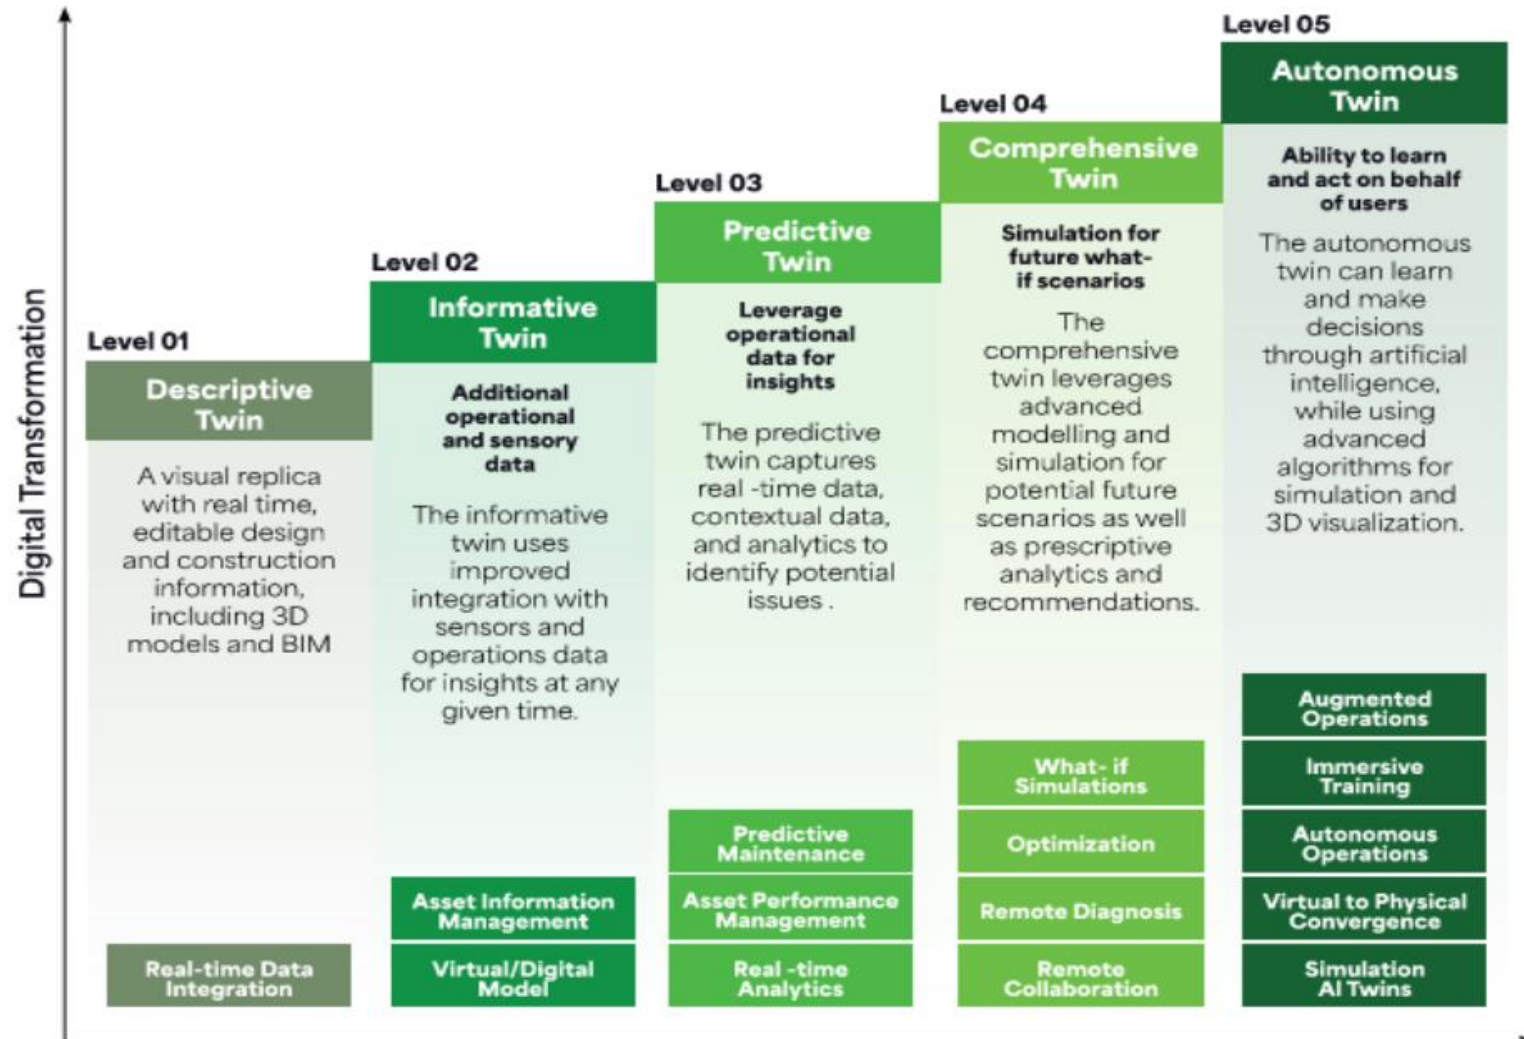 Digital Transformation
Level 01
Descriptive
Twin
A visual replica
with real time,
editable design
and construction
information,
including 3D
models and BIM
Real-time Data
Integration
Level 02
Informative
Twin
Additional
operational
and sensory
data
The informative
twin uses
improved
integration with
sensors and
operations data
for insights at any
given time.
Asset Information
Management
Virtual/Digital
Model
Level 03
Predictive
Twin
Leverage
operational
data for
insights
The predictive
twin captures
real -time data,
contextual data,
and analytics to
identify potential
issues .
Predictive
Maintenance
Asset Performance
Management
Real -time
Analytics
Level 04
Comprehensive
Twin
Simulation for
future what-
if scenarios
The
comprehensive
twin leverages
advanced
modelling and
simulation for
potential future
scenarios as well
as prescriptive
analytics and
recommendations.
What- if
Simulations
Optimization
Remote Diagnosis
Remote
Collaboration
Level 05
Autonomous
Twin
Ability to learn
and act on behalf
of users
The autonomous
twin can learn
and make
decisions
through artificial
intelligence,
while using
advanced
algorithms for
simulation and
3D visualization.
Augmented
Operations
Immersive
Training
Autonomous
Operations
Virtual to Physical
Convergence
Simulation
AI Twins